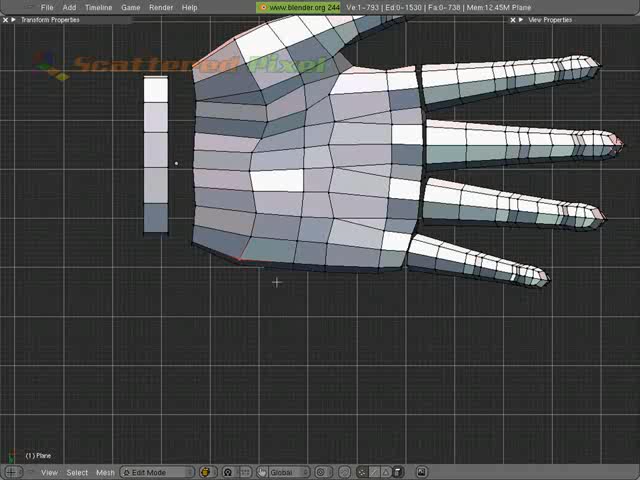 File Add Timeline Game Render Help www.blender.org 244 Ve:1-793 | Ed:0-1530 | Fa:0-738 | Mem:12.45M Plane
Transform Properties View Properties
Scattered Pixel
(1) Plane
View Select Mesh Edit Mode Global